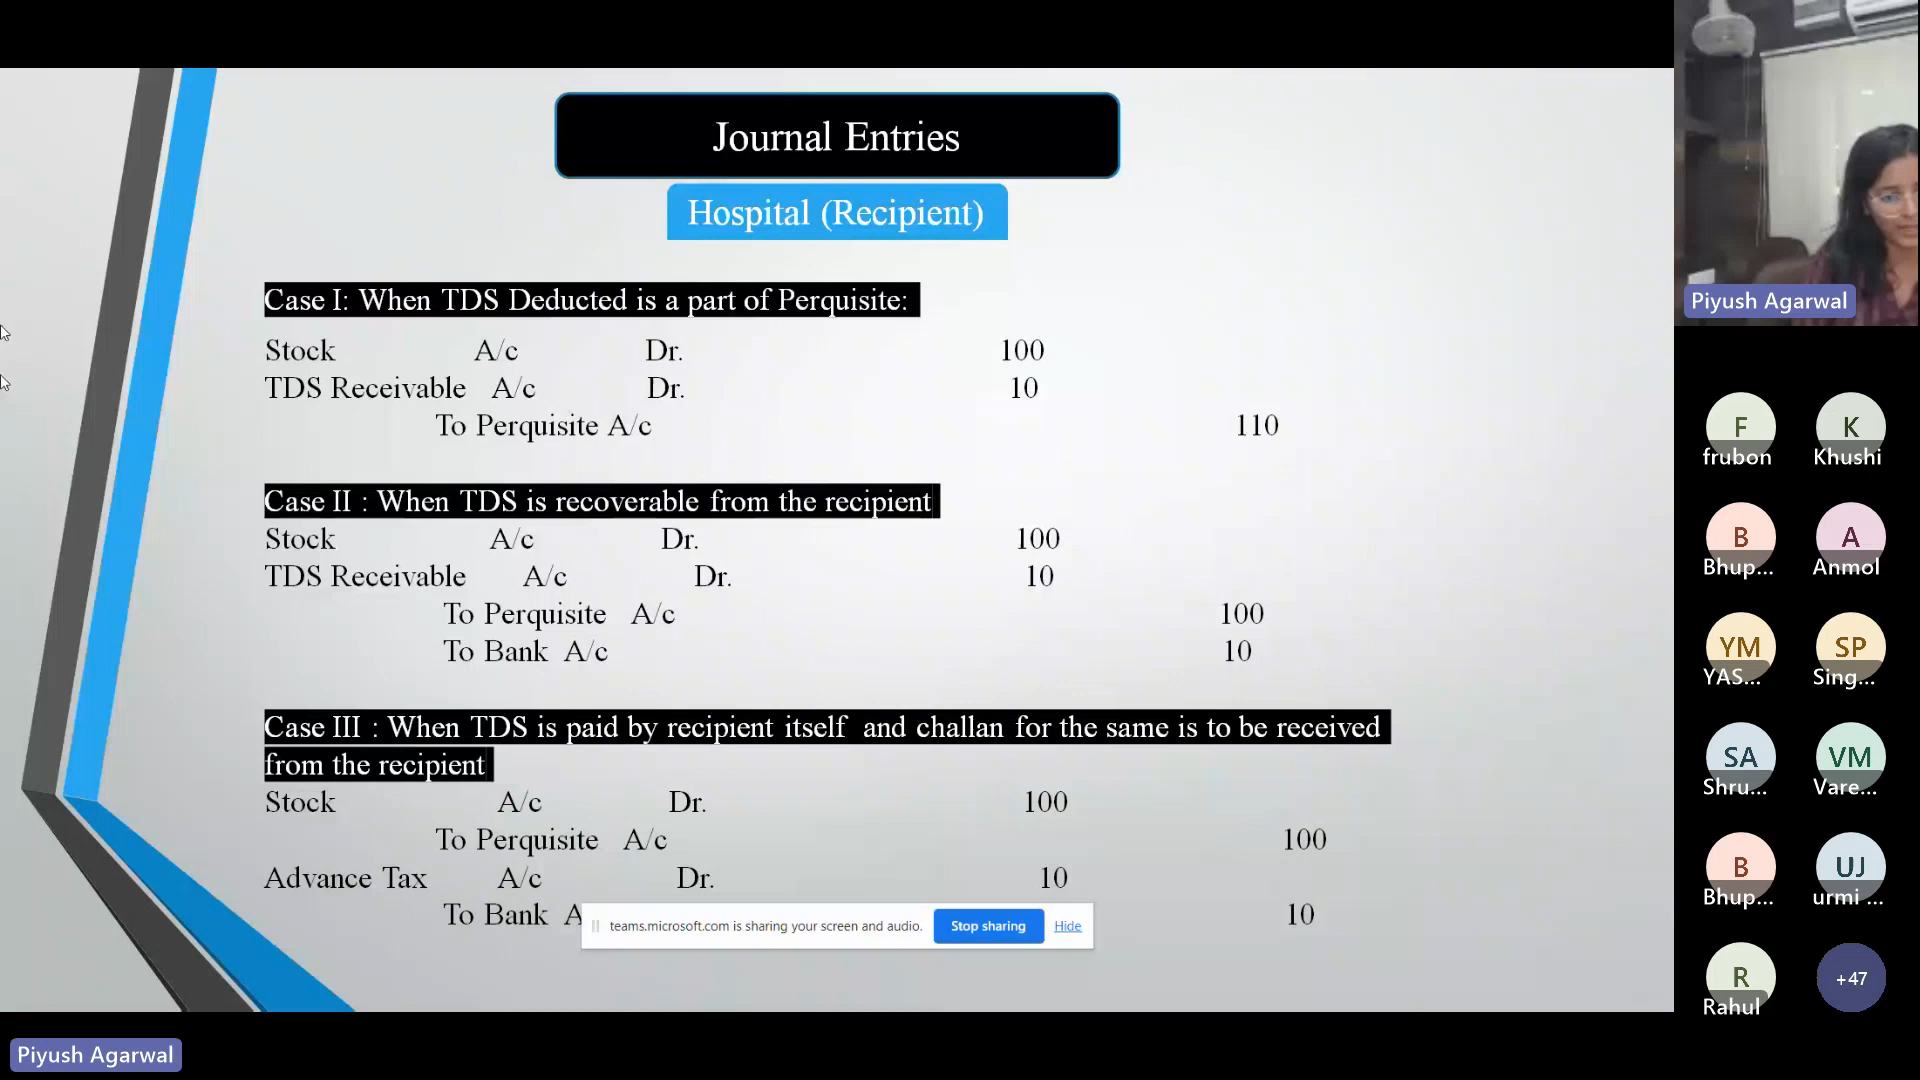 Journal Entries
Hospital (Recipient)
Case I: When TDS Deducted is a part of Perquisite:
Stock A/c Dr. 100
TDS Receivable A/c Dr. 10
To Perquisite A/c 110
Case II : When TDS is recoverable from the recipient
Stock A/c Dr. 100
TDS Receivable A/c Dr. 10
To Perquisite A/c 100
To Bank A/c 10
Case III : When TDS is paid by recipient itself and challan for the same is to be received
from the recipient
Stock A/c Dr. 100
To Perquisite A/c 100
Advance Tax A/c Dr. 10
To Bank A 10
teams.microsoft.com is sharing your screen and audio. Stop sharing Hide
Piyush Agarwal
Piyush Agarwal
F K
frubon Khushi
B A
Bhup... Anmol
YM SP
YAS... Sing...
SA VM
Shru... Vare...
B UJ
Bhup... urmi ...
R +47
Rahul